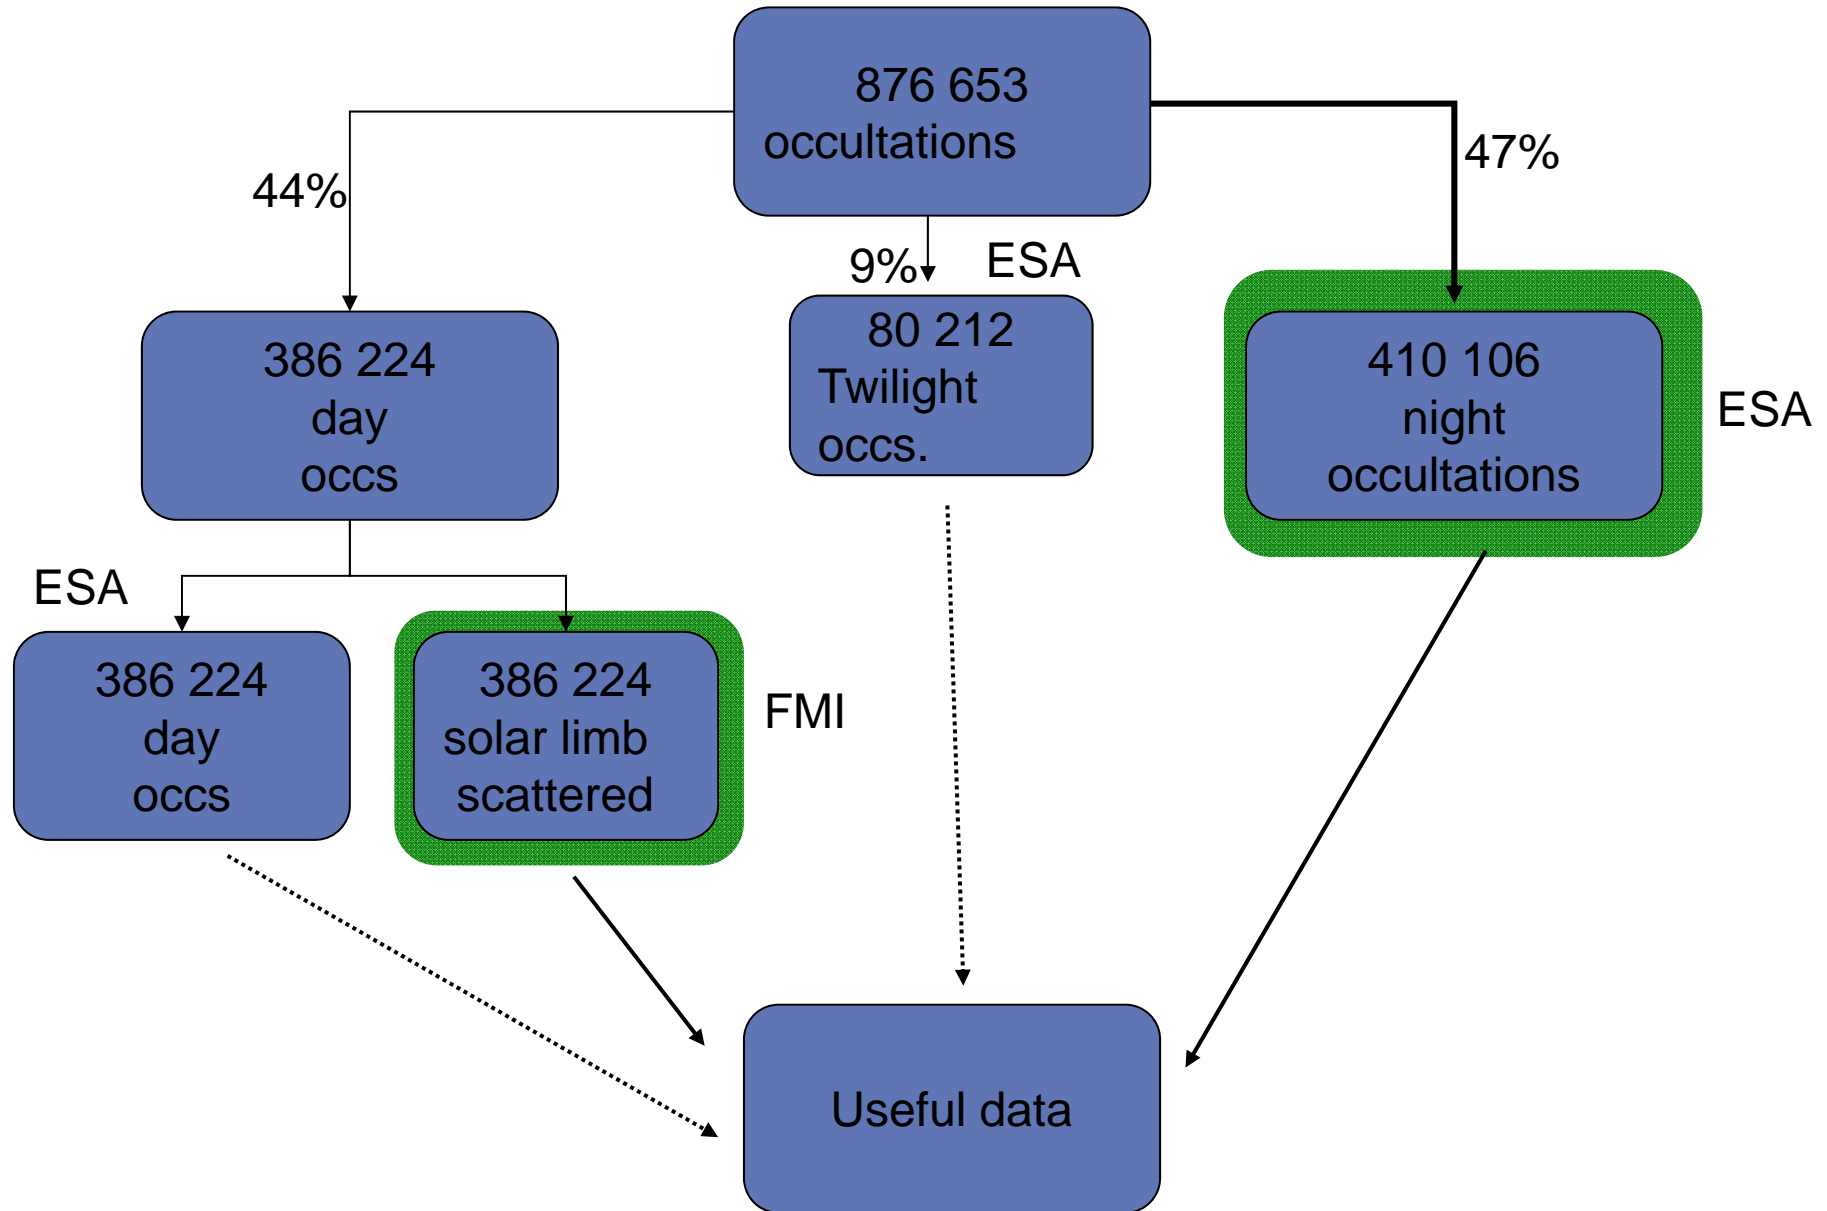 876 653
occultations
44%
47%
9%
ESA
386 224
day
occs
80 212
Twilight
occs.
410 106
night
occultations
ESA
ESA
386 224
day
occs
386 224
solar limb
scattered
FMI
Useful data